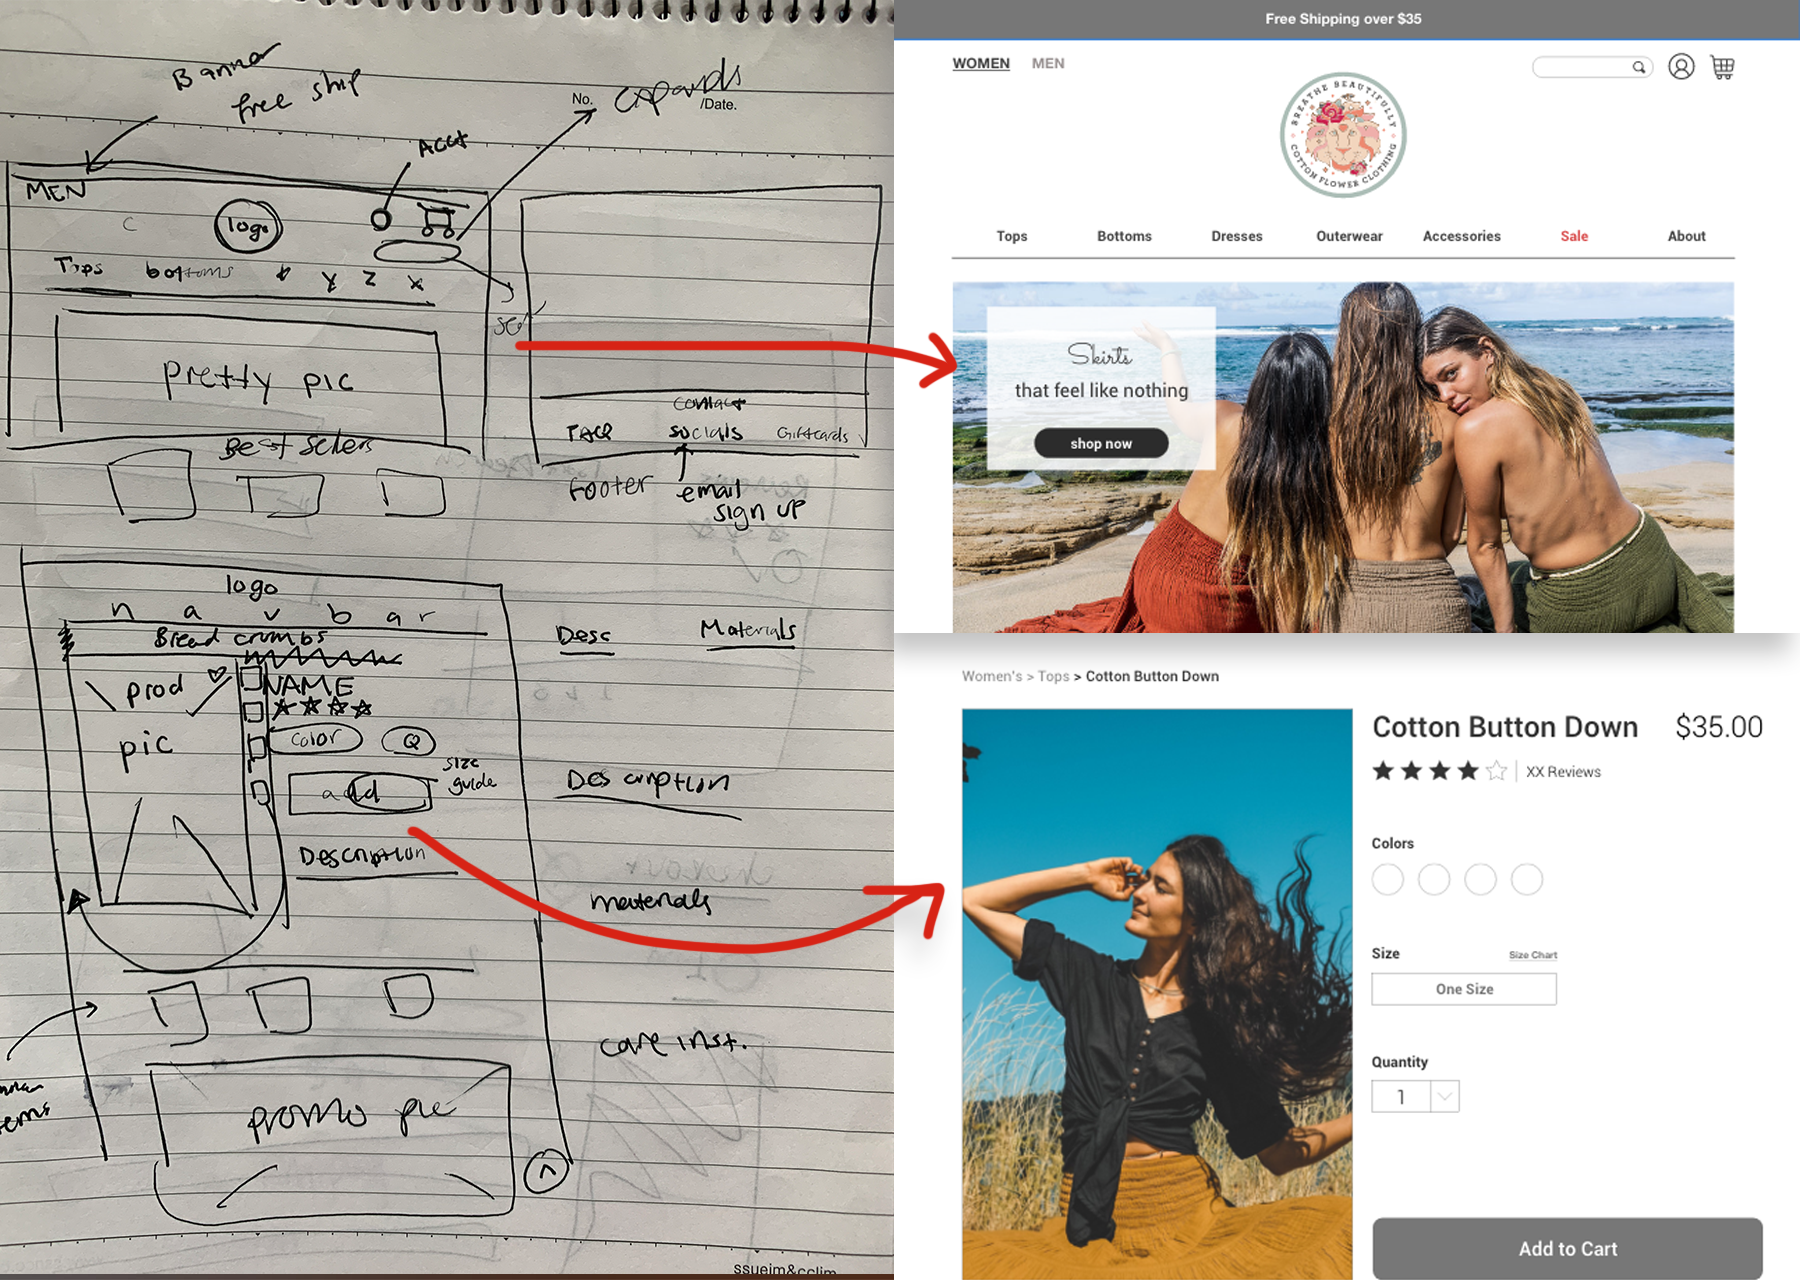 Banner
free ship
No.
expands
/Date.
Acct
MEN
logo
Tops bottoms Y Z X
pretty pic
Best Sellers
Contact
FAQ socials Giftcards
Footer email
sign up
logo
n a v b a r
Bread crumbs
Desc Materials
prod
pic
NAME
Color Q
size
guide
add
Description
Description
materials
care inst.
promo pic
Free Shipping over $35
WOMEN MEN
BREATHE BEAUTIFULLY
COTTON FLOWER CLOTHING
Tops Bottoms Dresses Outerwear Accessories Sale About
Skirts
that feel like nothing
shop now
Women's > Tops > Cotton Button Down
Cotton Button Down $35.00
XX Reviews
Colors
Size Size Chart
One Size
Quantity
1
Add to Cart